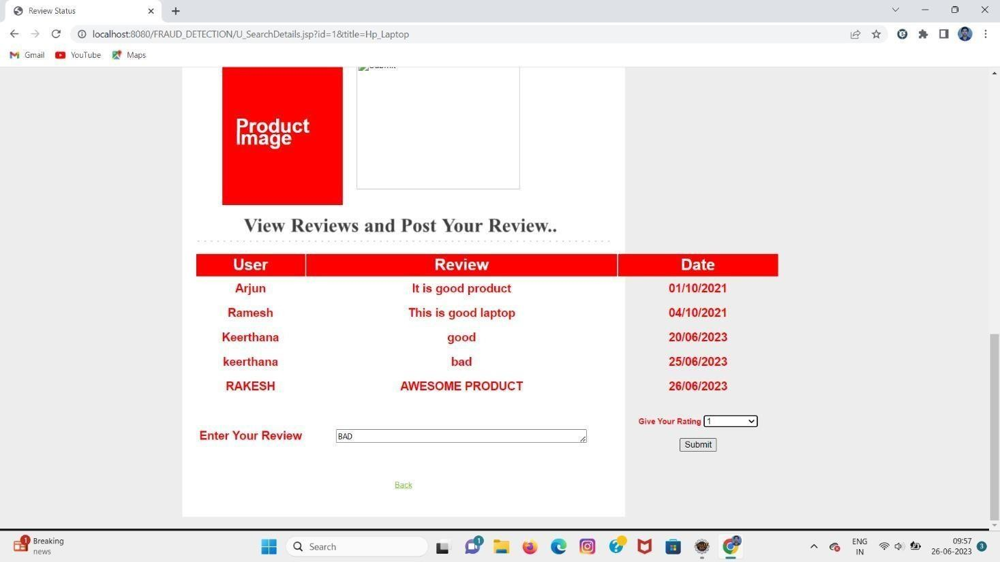 Review Status
localhost:8080/FRAUD_DETECTION/U_SearchDetails.jsp?id=1&title=Hp_Laptop
Gmail YouTube Maps
Product
Image
View Reviews and Post Your Review..
User Review Date
Arjun It is good product 01/10/2021
Ramesh This is good laptop 04/10/2021
Keerthana good 20/06/2023
keerthana bad 25/06/2023
RAKESH AWESOME PRODUCT 26/06/2023
Give Your Rating 1
Enter Your Review BAD
Submit
Back
1 Breaking
news
Search
1
ENG
IN
09:57
26-06-2023
3